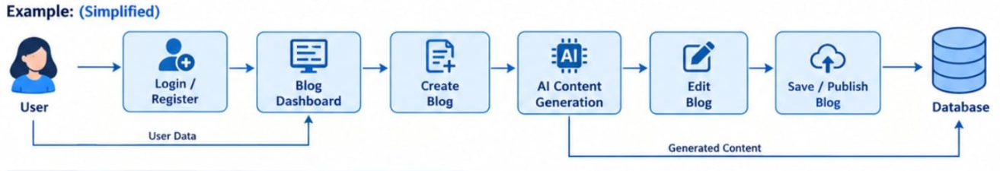 Example: (Simplified)
User
Login /
Register
Blog
Dashboard
Create
Blog
AI
AI Content
Generation
Edit
Blog
Save / Publish
Blog
Database
User Data
Generated Content